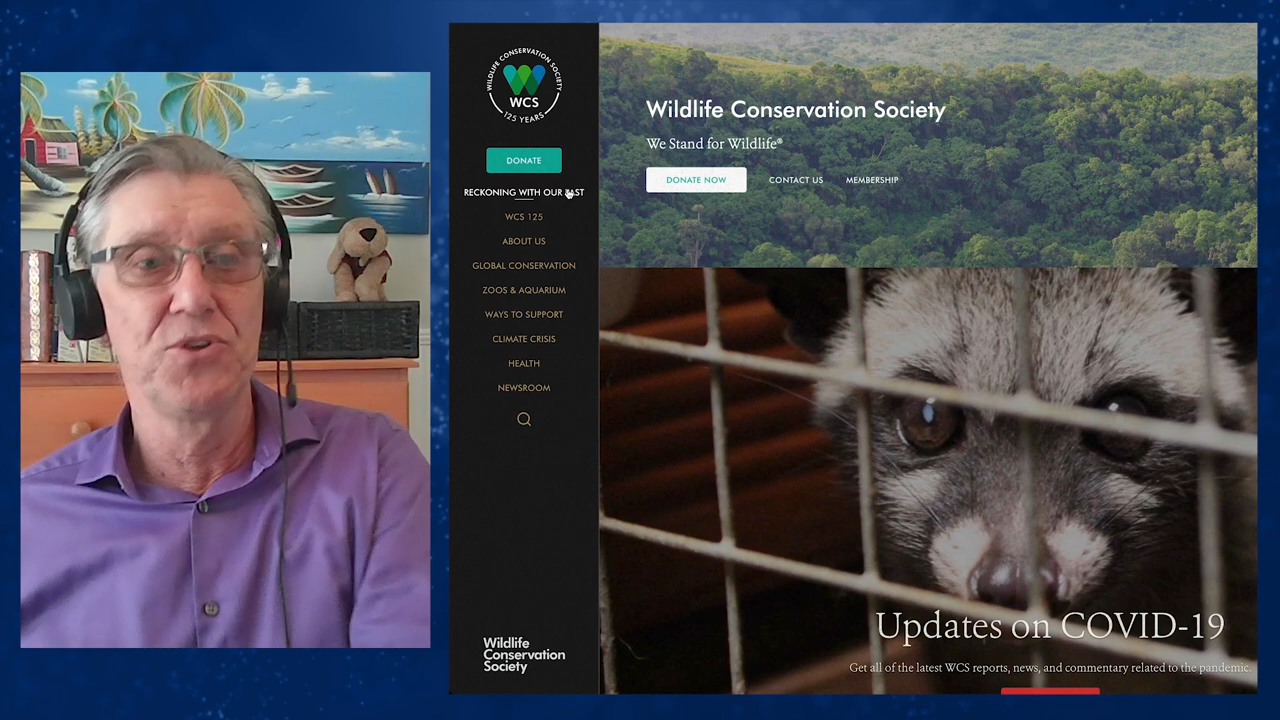 WILDLIFE CONSERVATION SOCIETY
WCS
125 YEARS
DONATE
RECKONING WITH OUR PAST
WCS 125
ABOUT US
GLOBAL CONSERVATION
ZOOS & AQUARIUM
WAYS TO SUPPORT
CLIMATE CRISIS
HEALTH
NEWSROOM
Wildlife
Conservation
Society
Wildlife Conservation Society
We Stand for Wildlife®
DONATE NOW
CONTACT US
MEMBERSHIP
Updates on COVID-19
Get all of the latest WCS reports, news, and commentary related to the pandemic.